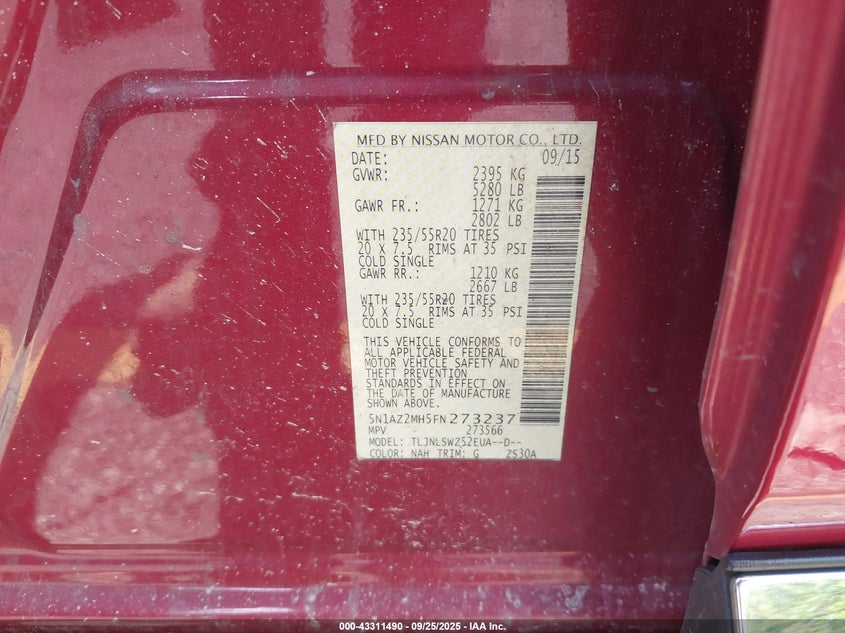 MFD BY NISSAN MOTOR CO., LTD.
DATE: 09/15
GVWR: 2395 KG
5280 LB
GAWR FR.: 1271 KG
2802 LB
WITH 235/55R20 TIRES
20 X 7.5 RIMS AT 35 PSI
COLD SINGLE
GAWR RR.: 1210 KG
2667 LB
WITH 235/55R20 TIRES
20 X 7.5 RIMS AT 35 PSI
COLD SINGLE
THIS VEHICLE CONFORMS TO
ALL APPLICABLE FEDERAL
MOTOR VEHICLE SAFETY AND
THEFT PREVENTION
STANDARDS IN EFFECT ON
THE DATE OF MANUFACTURE
SHOWN ABOVE.
5N1AZ2MH5FN273237
MPV 273566
MODEL: TLJNLSWZ52EUA--D--
COLOR: NAH TRIM: G ZS30A
000-43311490 - 09/25/2025 - IAA Inc.